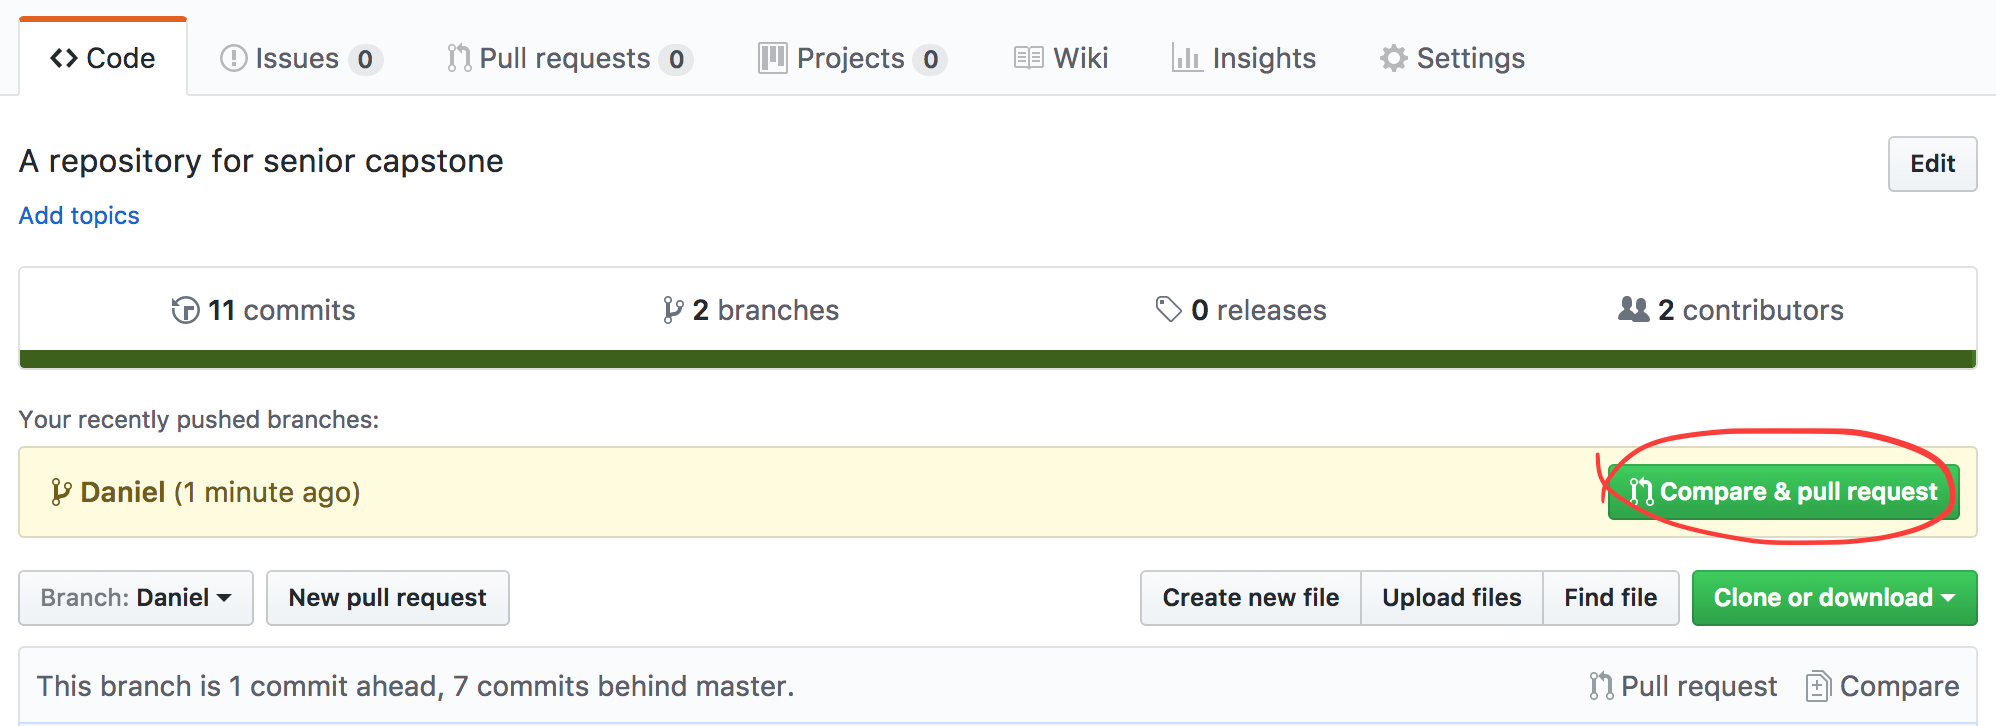 Code Issues 0 Pull requests 0 Projects 0 Wiki Insights Settings
A repository for senior capstone Edit
Add topics
11 commits 2 branches 0 releases 2 contributors
Your recently pushed branches:
Daniel (1 minute ago) Compare & pull request
Branch: Daniel New pull request Create new file Upload files Find file Clone or download
This branch is 1 commit ahead, 7 commits behind master. Pull request Compare